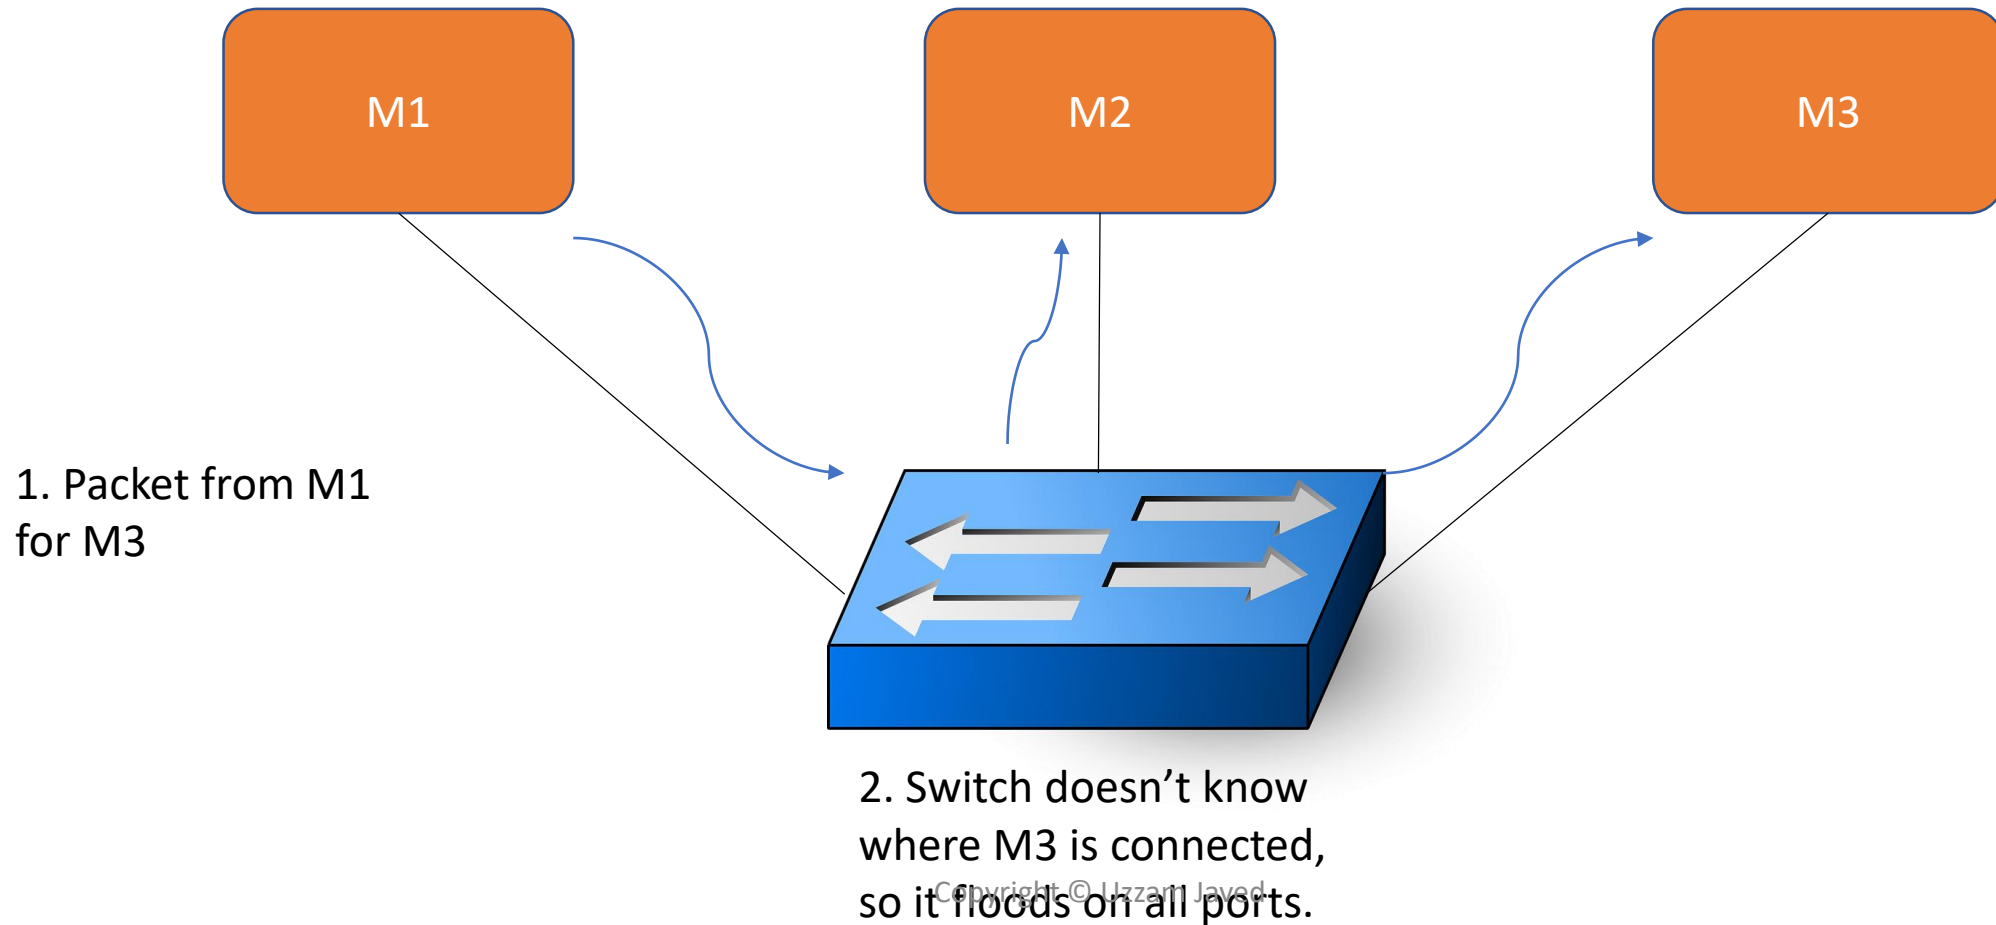 M1
M2
M3
1. Packet from M1
for M3
2. Switch doesn’t know
where M3 is connected,
so it floods on all ports.
Copyright © Uzzam Javed